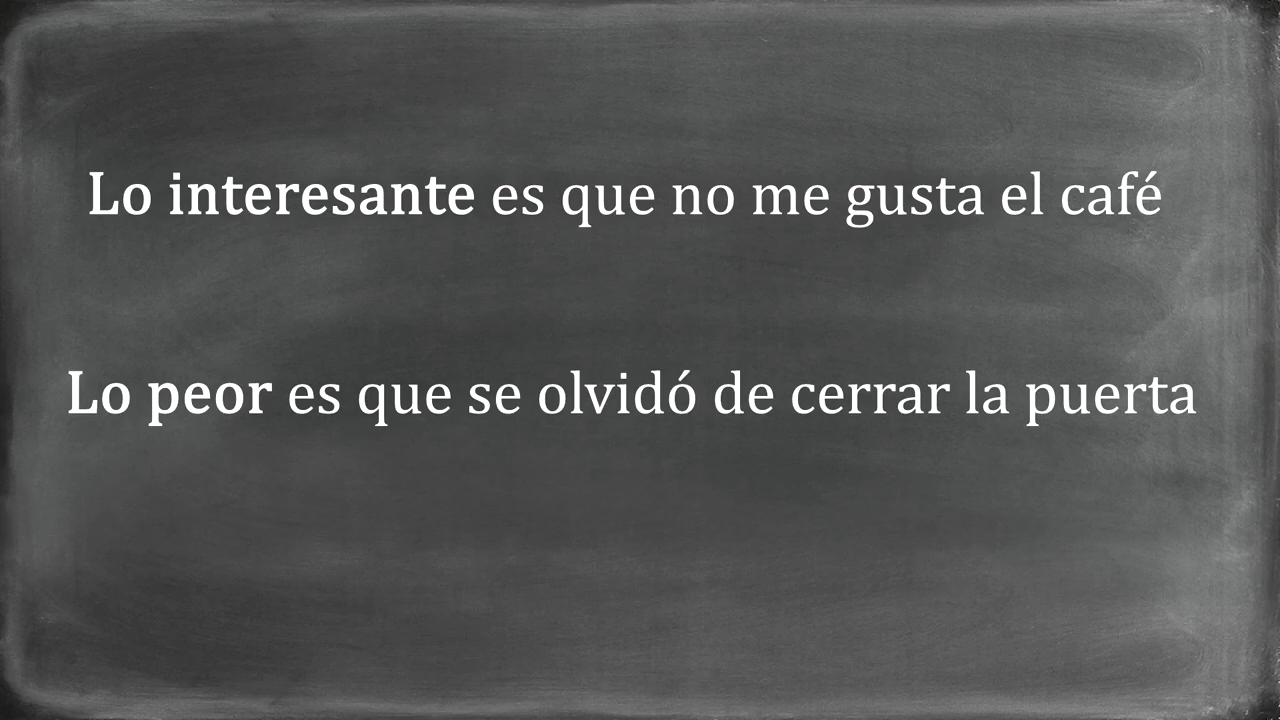 Lo interesante es que no me gusta el café
Lo peor es que se olvidó de cerrar la puerta